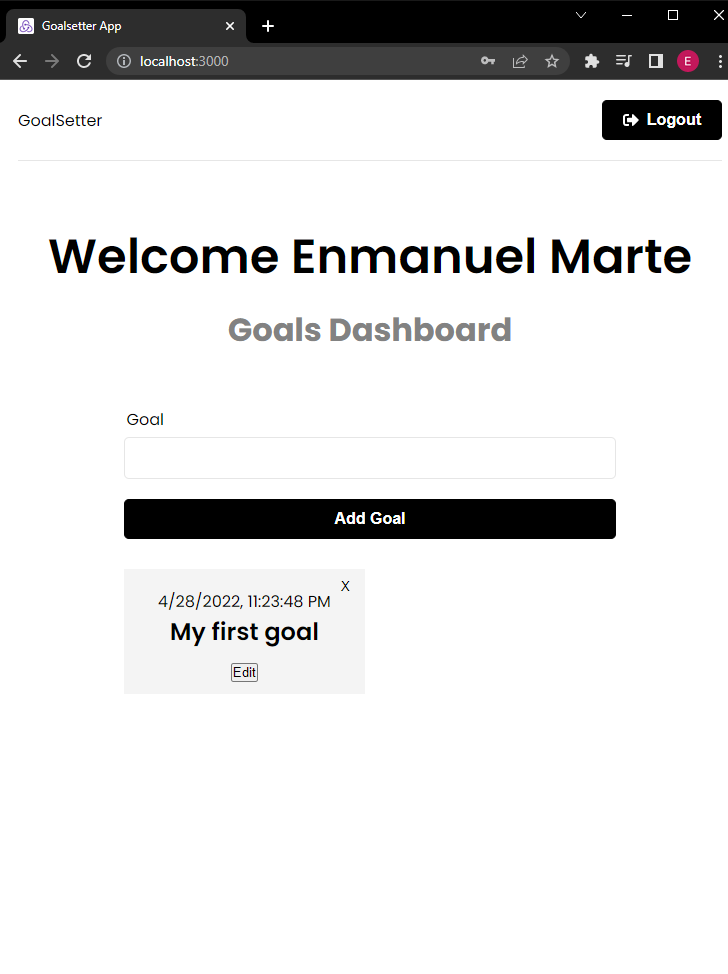 Goalsetter App
localhost:3000
E
GoalSetter
Logout
Welcome Enmanuel Marte
Goals Dashboard
Goal
Add Goal
X
4/28/2022, 11:23:48 PM
My first goal
Edit